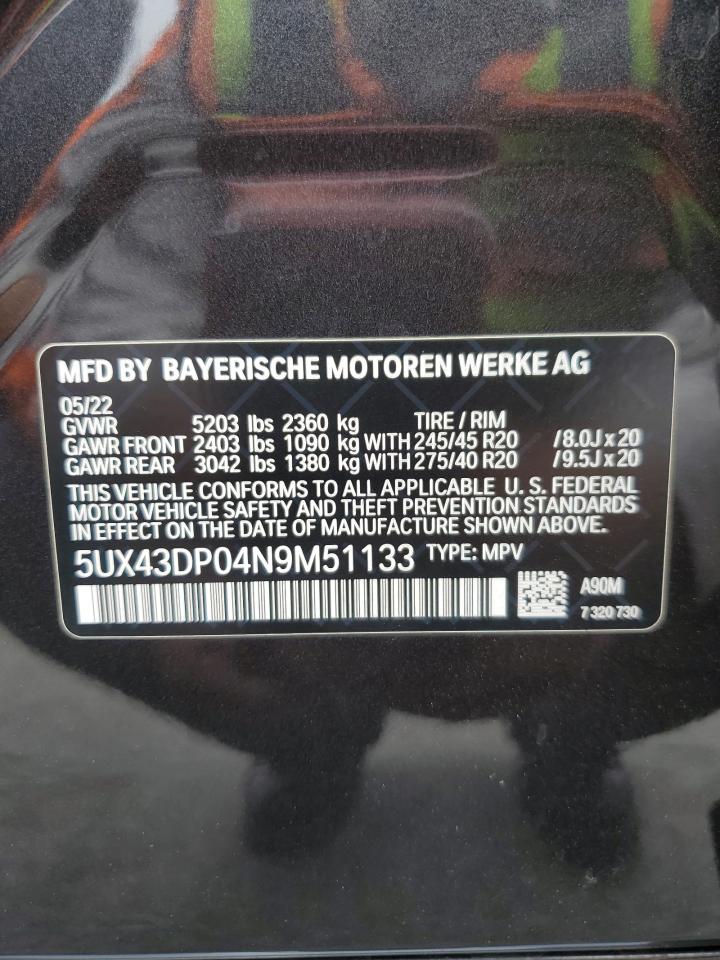 MFD BY BAYERISCHE MOTOREN WERKE AG
05/22
GVWR 5203 lbs 2360 kg TIRE / RIM
GAWR FRONT 2403 lbs 1090 kg WITH 245/45 R20 /8.0J x 20
GAWR REAR 3042 lbs 1380 kg WITH 275/40 R20 /9.5J x 20
THIS VEHICLE CONFORMS TO ALL APPLICABLE U. S. FEDERAL
MOTOR VEHICLE SAFETY AND THEFT PREVENTION STANDARDS
IN EFFECT ON THE DATE OF MANUFACTURE SHOWN ABOVE.
5UX43DP04N9M51133 TYPE: MPV
A90M
7 320 730